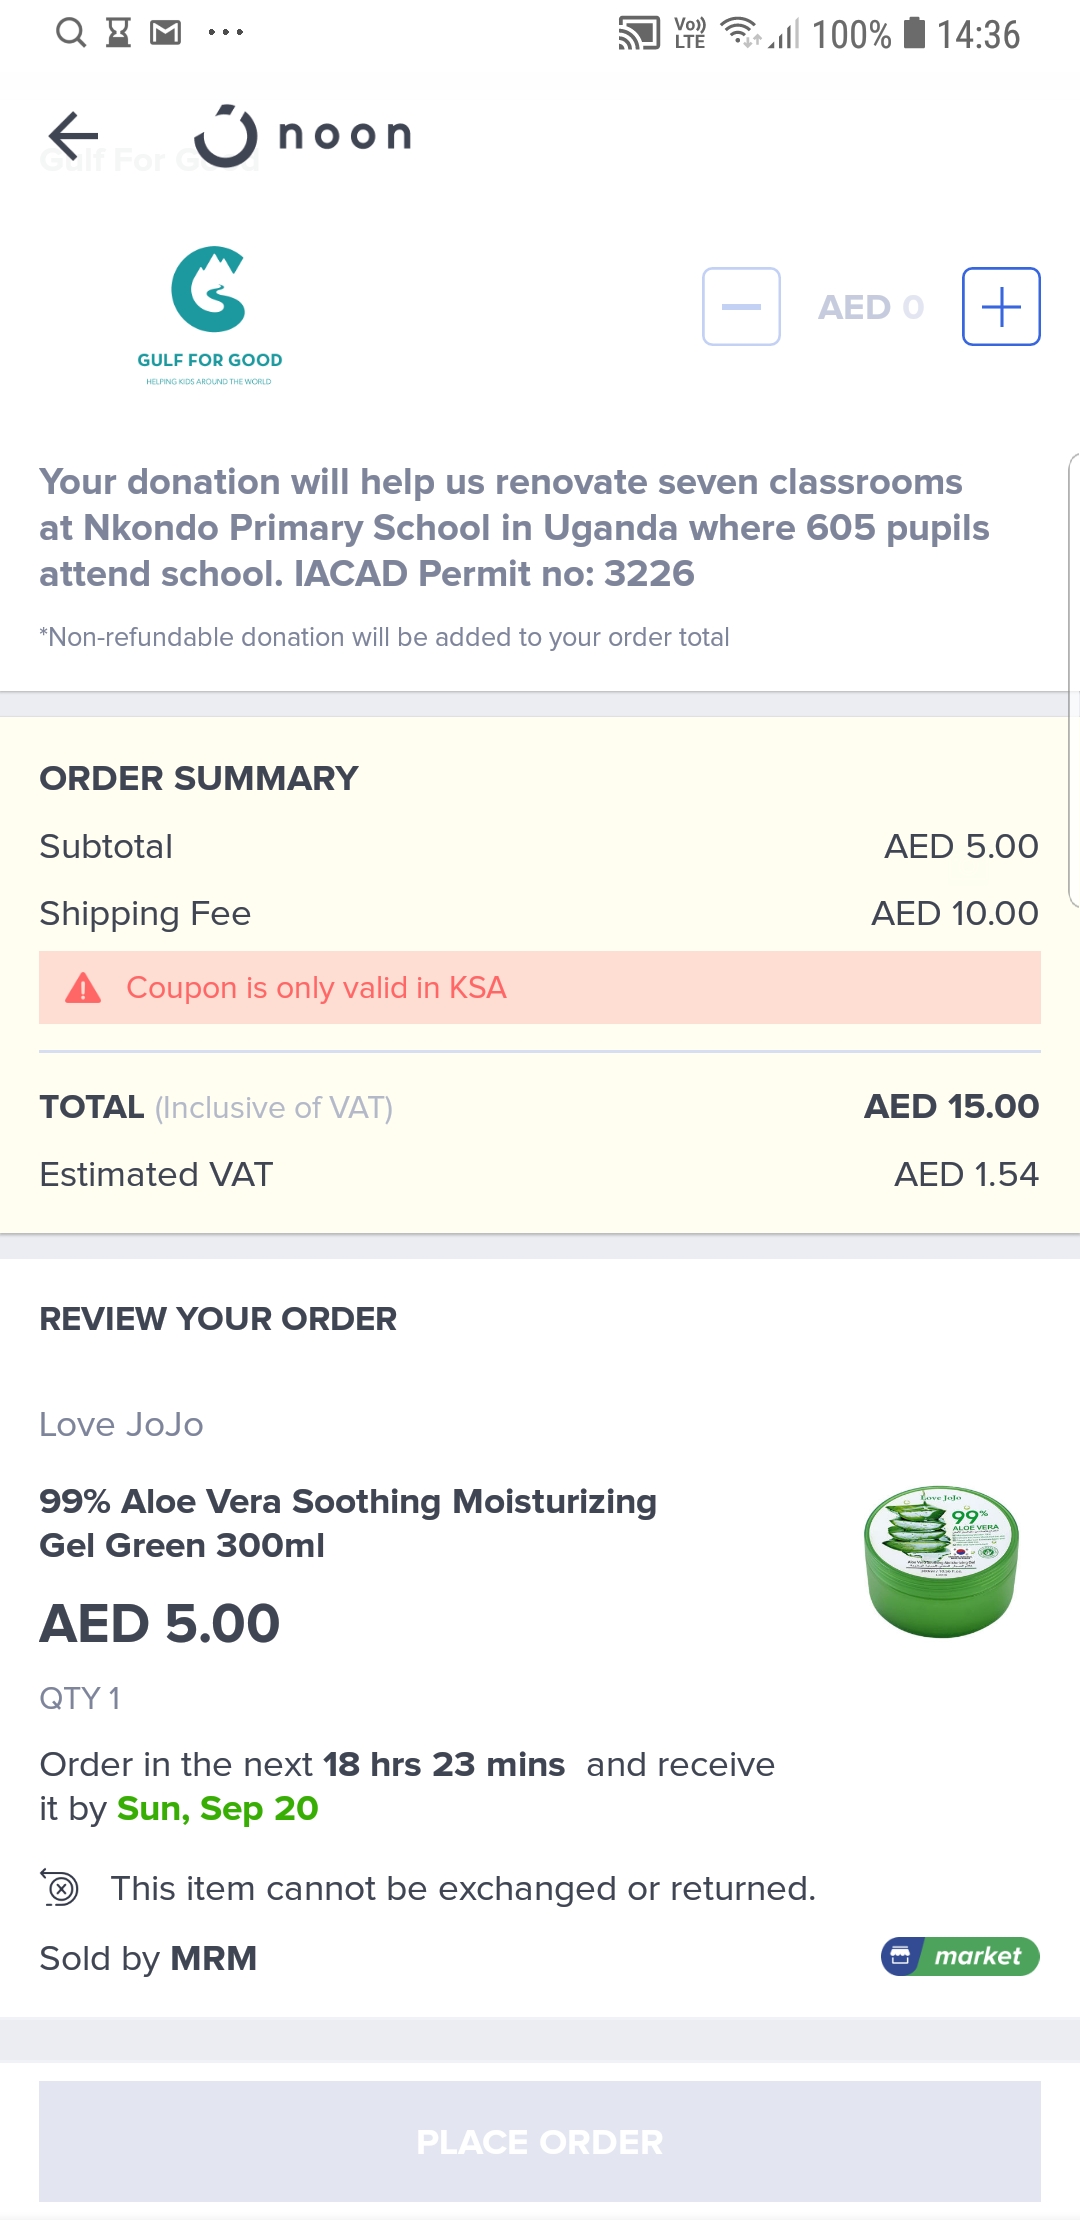 Vo)) LTE 100% 14:36
noon
Gulf For Good
GULF FOR GOOD
HELPING KIDS AROUND THE WORLD
AED 0
Your donation will help us renovate seven classrooms
at Nkondo Primary School in Uganda where 605 pupils
attend school. IACAD Permit no: 3226
*Non-refundable donation will be added to your order total
ORDER SUMMARY
Subtotal AED 5.00
Shipping Fee AED 10.00
Coupon is only valid in KSA
TOTAL (Inclusive of VAT) AED 15.00
Estimated VAT AED 1.54
REVIEW YOUR ORDER
Love JoJo
99% Aloe Vera Soothing Moisturizing
Gel Green 300ml
Love JoJo
99%
ALOE VERA
AED 5.00
QTY 1
Order in the next 18 hrs 23 mins and receive
it by Sun, Sep 20
This item cannot be exchanged or returned.
Sold by MRM
market
PLACE ORDER